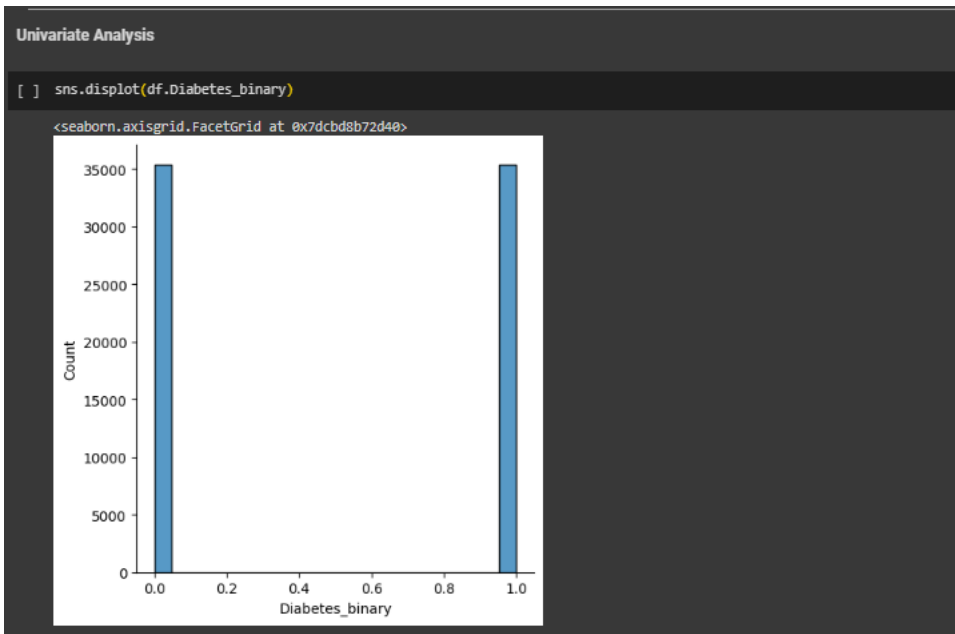 Univariate Analysis
[ ] sns.displot(df.Diabetes_binary)
<seaborn.axisgrid.FacetGrid at 0x7dcbd8b72d40>
35000
30000
25000
20000
15000
10000
5000
0
Count
0.0 0.2 0.4 0.6 0.8 1.0
Diabetes_binary